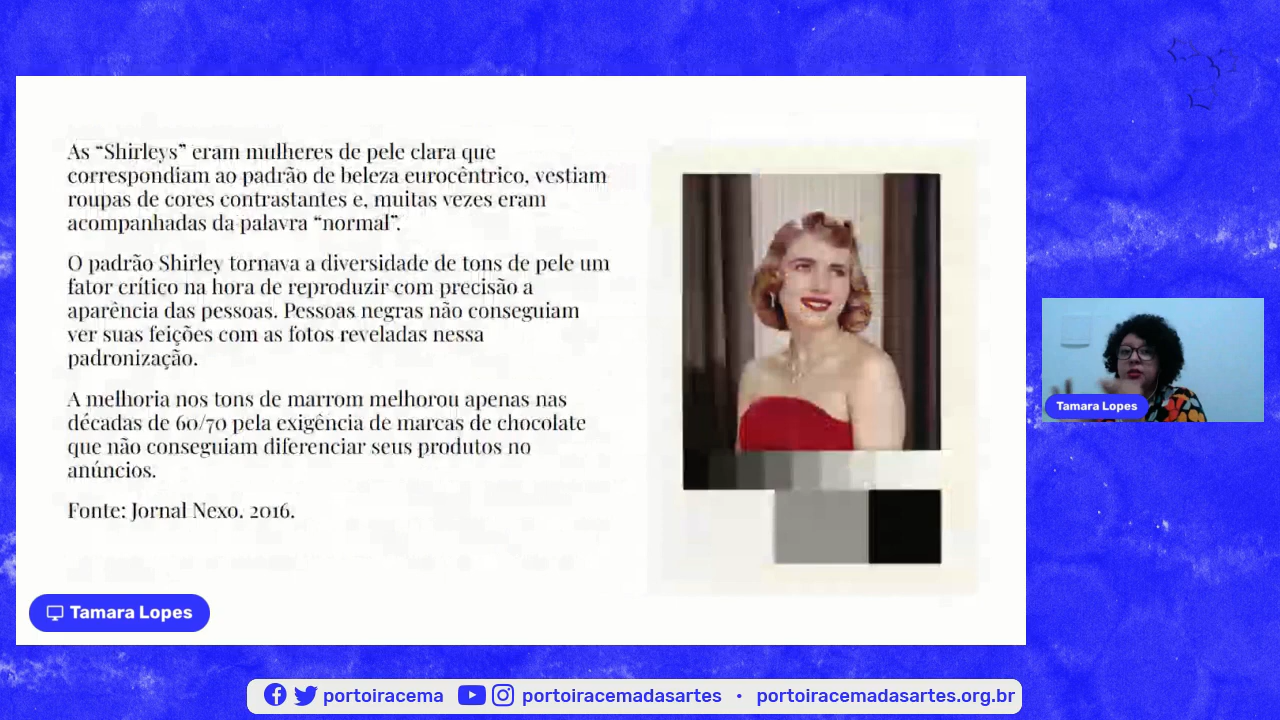 As “Shirleys” eram mulheres de pele clara que
correspondiam ao padrão de beleza eurocêntrico, vestiam
roupas de cores contrastantes e, muitas vezes eram
acompanhadas da palavra “normal”.
O padrão Shirley tornava a diversidade de tons de pele um
fator crítico na hora de reproduzir com precisão a
aparência das pessoas. Pessoas negras não conseguiam
ver suas feições com as fotos reveladas nessa
padronização.
A melhoria nos tons de marrom melhorou apenas nas
décadas de 60/70 pela exigência de marcas de chocolate
que não conseguiam diferenciar seus produtos no
anúncios.
Fonte: Jornal Nexo. 2016.
Tamara Lopes
Tamara Lopes
portoiracema portoiracemadasartes • portoiracemadasartes.org.br